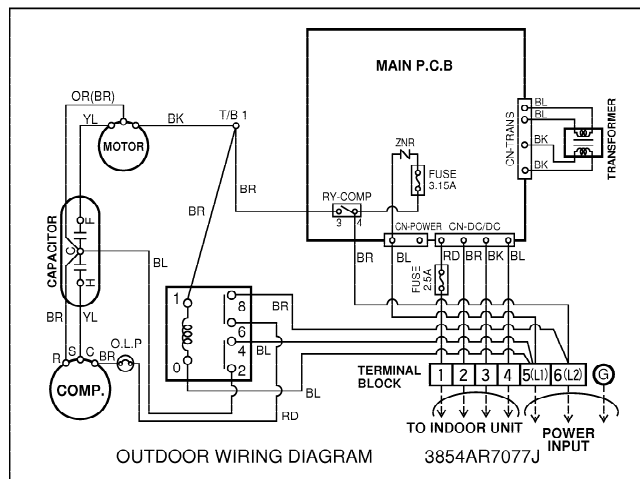 MAIN P.C.B
OR(BR)
YL
BK
T/B 1
MOTOR
ZNR
FUSE
3.15A
CN-TRANS
BL
BL
BK
BK
TRANSFORMER
BR
BR
RY-COMP
3 4
CAPACITOR
F
C
H
BL
CN-POWER
CN-DC/DC
BR
BL
RD
BR
BK
BL
FUSE
2.5A
BR
YL
1
0
8
6
4
2
BR
BL
O.L.P
R
S
C
BR
COMP.
BL
RD
TERMINAL
BLOCK
1
2
3
4
5(L1)
6(L2)
G
TO INDOOR UNIT
POWER
INPUT
OUTDOOR WIRING DIAGRAM
3854AR7077J